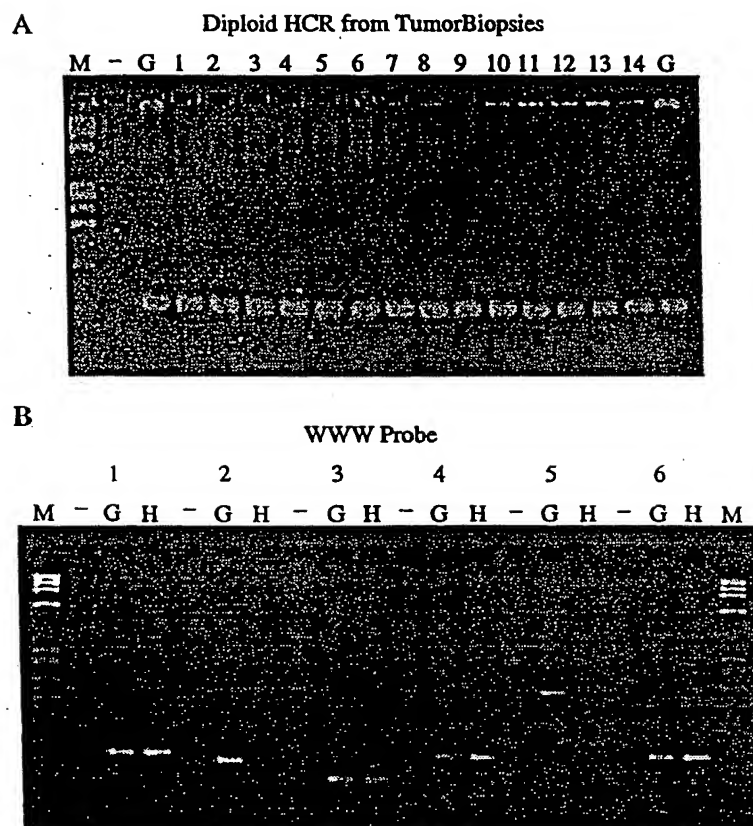 A
Diploid HCR from TumorBiopsies
M - G 1 2 3 4 5 6 7 8 9 10 11 12 13 14 G
B
WWW Probe
1 2 3 4 5 6
M - G H - G H - G H - G H - G H - G H M